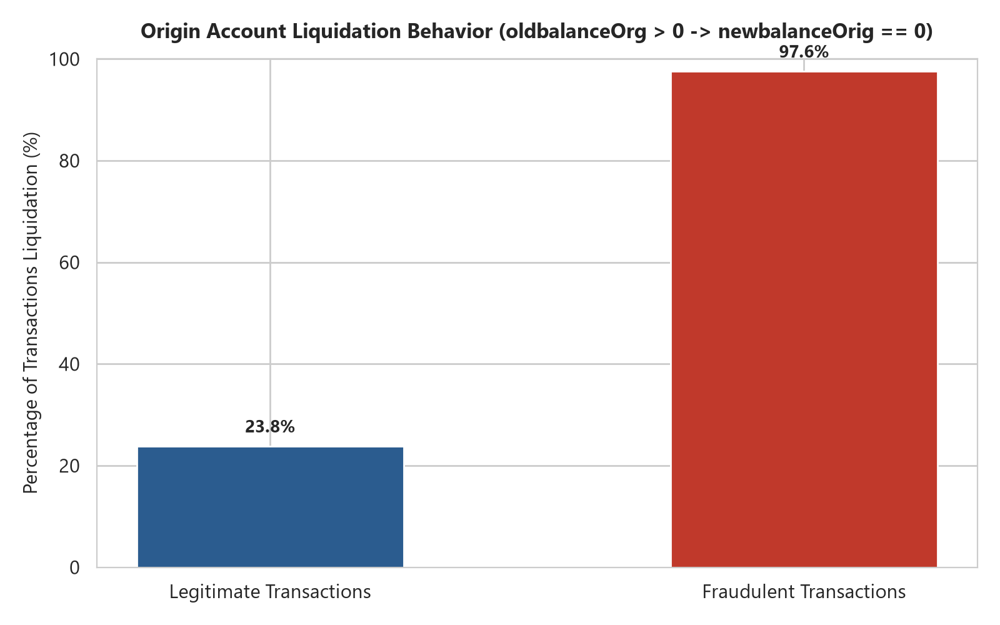 Origin Account Liquidation Behavior (oldbalanceOrg > 0 -> newbalanceOrig == 0)
97.6%
100
80
60
40
20
0
Percentage of Transactions Liquidation (%)
23.8%
Legitimate Transactions
Fraudulent Transactions